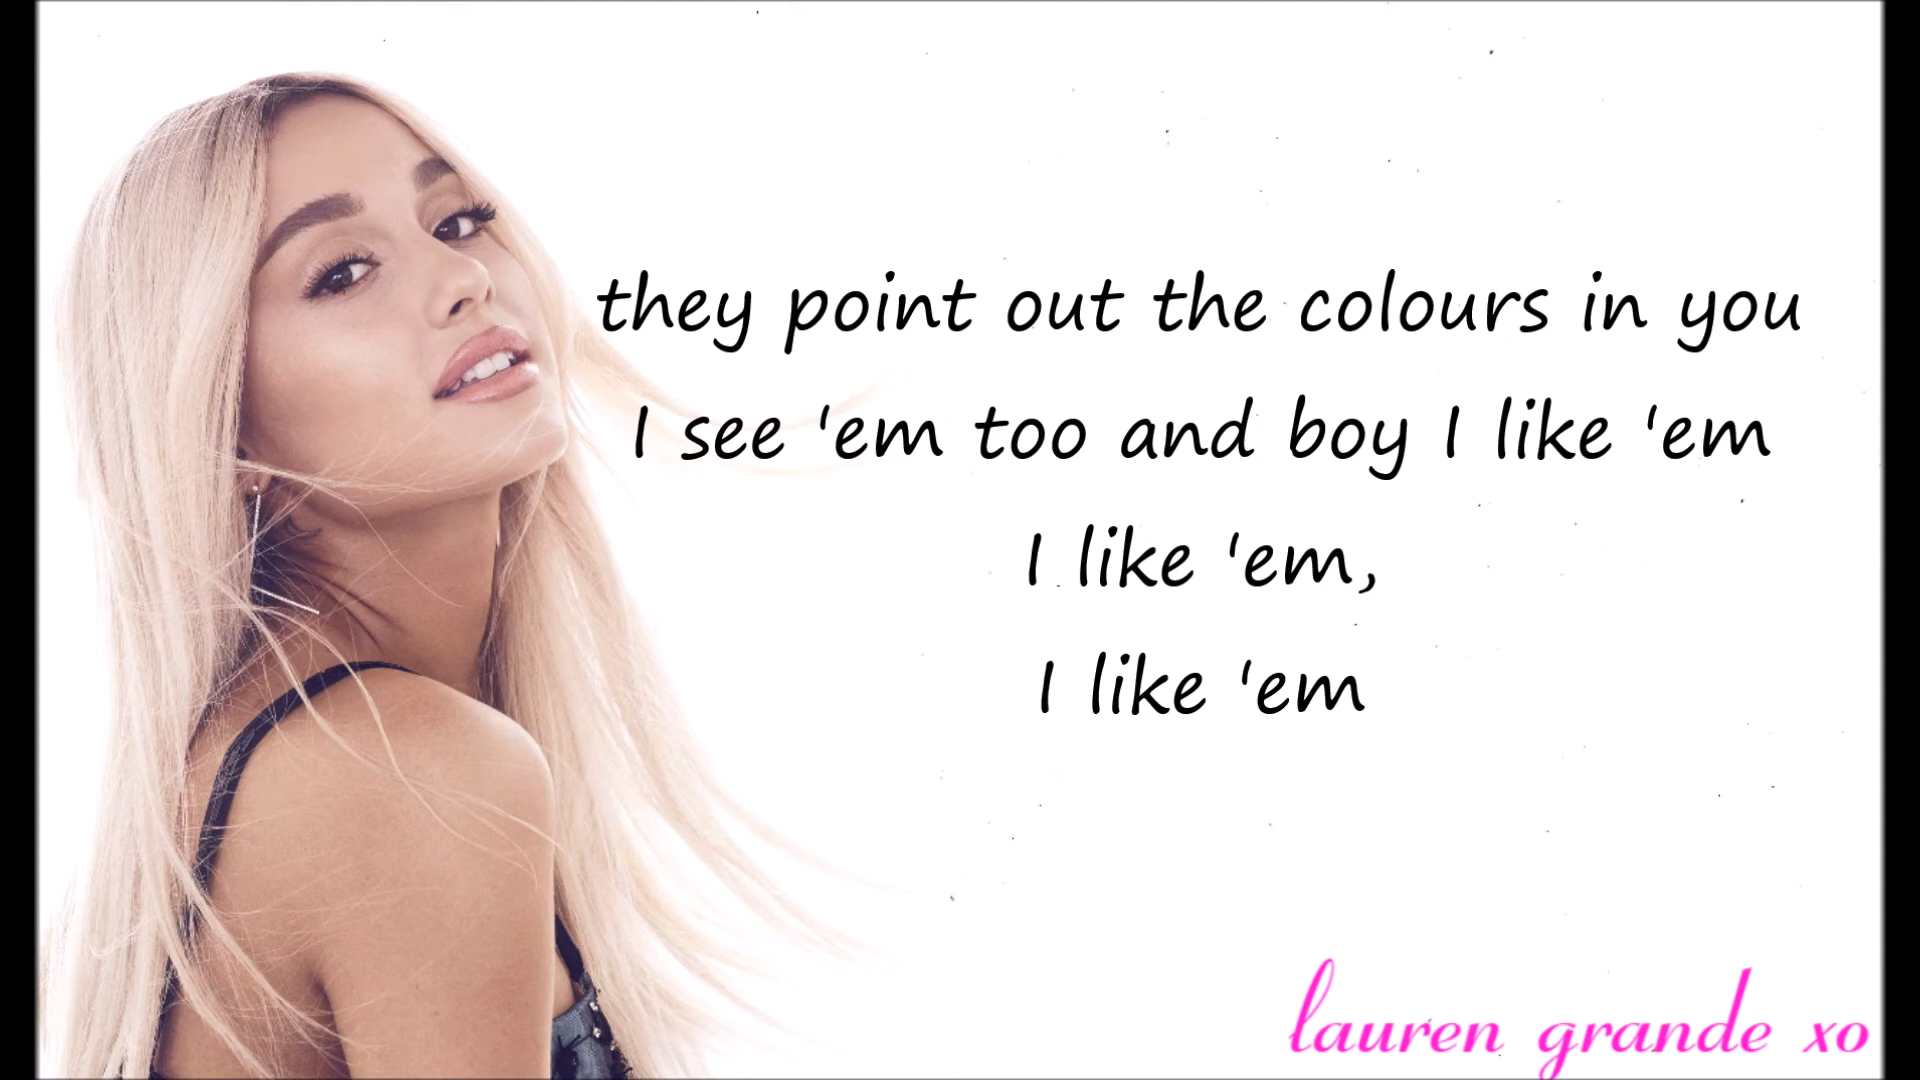 they point out the colours in you
I see 'em too and boy I like 'em
I like 'em,
I like 'em
lauren grande xo